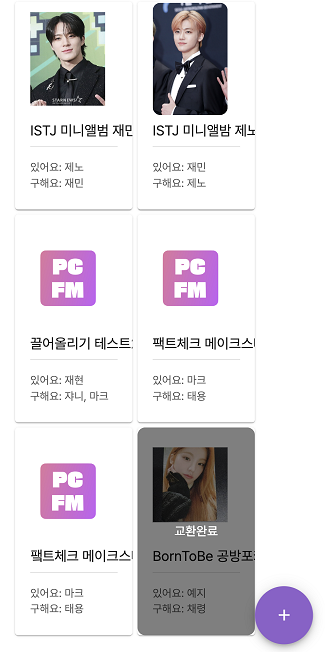 STARNEWS
ISTJ 미니앨범 재민
ISTJ 미니앨밤 제노
있어요: 제노
구해요: 재민
있어요: 재민
구해요: 제노
PC
FM
PC
FM
끌어올리기 테스트
팩트체크 메이크스
있어요: 재현
구해요: 쟈니, 마크
있어요: 마크
구해요: 태용
PC
FM
교환완료
팩트체크 메이크스
BornToBe 공방포
있어요: 마크
구해요: 태용
있어요: 예지
구해요: 채령
+